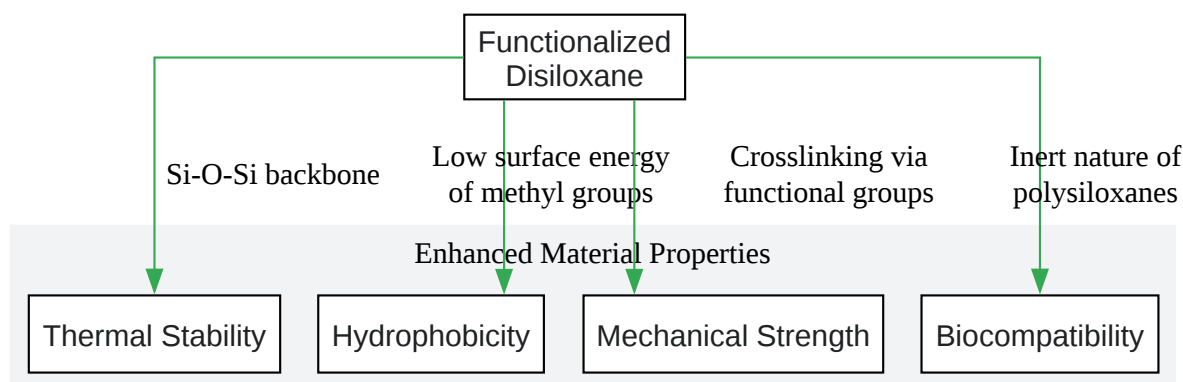 Functionalized
Disiloxane
Si-O-Si backbone
Low surface energy
of methyl groups
Crosslinking via
functional groups
Inert nature of
polysiloxanes
Enhanced Material Properties
Thermal Stability
Hydrophobicity
Mechanical Strength
Biocompatibility